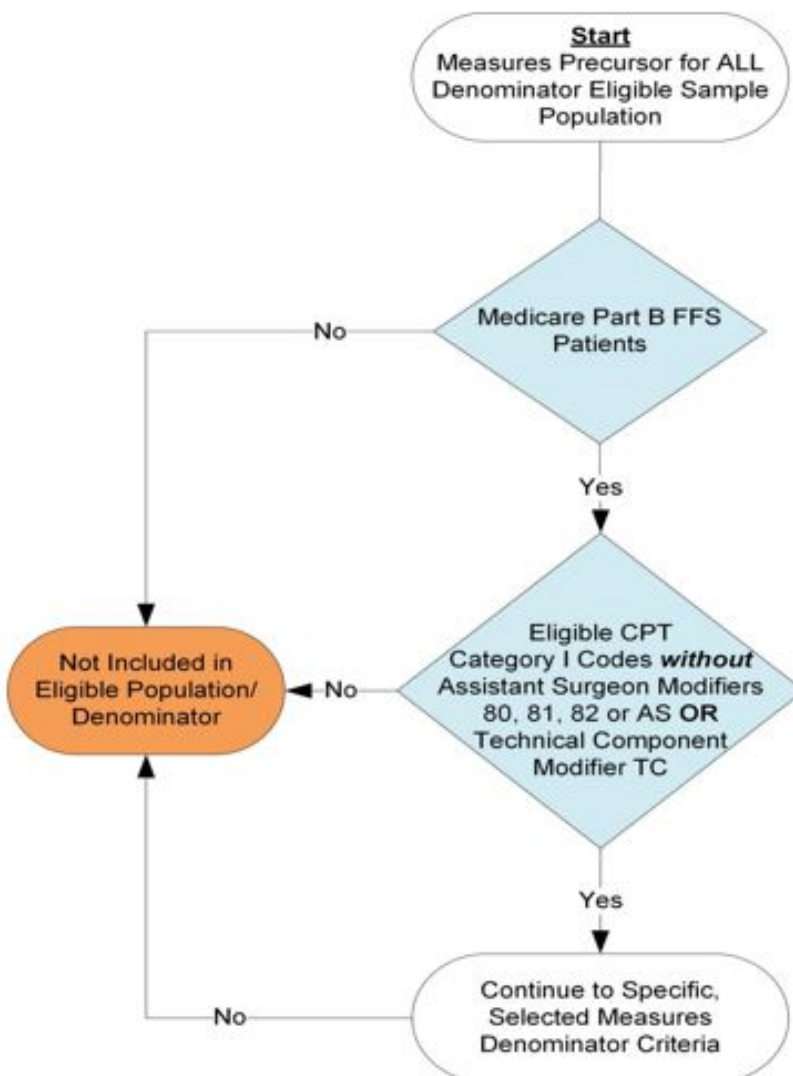 Start
Measures Precursor for ALL
Denominator Eligible Sample
Population
Medicare Part B FFS
Patients
No
Yes
Eligible CPT
Category I Codes without
Assistant Surgeon Modifiers
80, 81, 82 or AS OR
Technical Component
Modifier TC
No
Not Included in
Eligible Population/
Denominator
Yes
Continue to Specific,
Selected Measures
Denominator Criteria
No